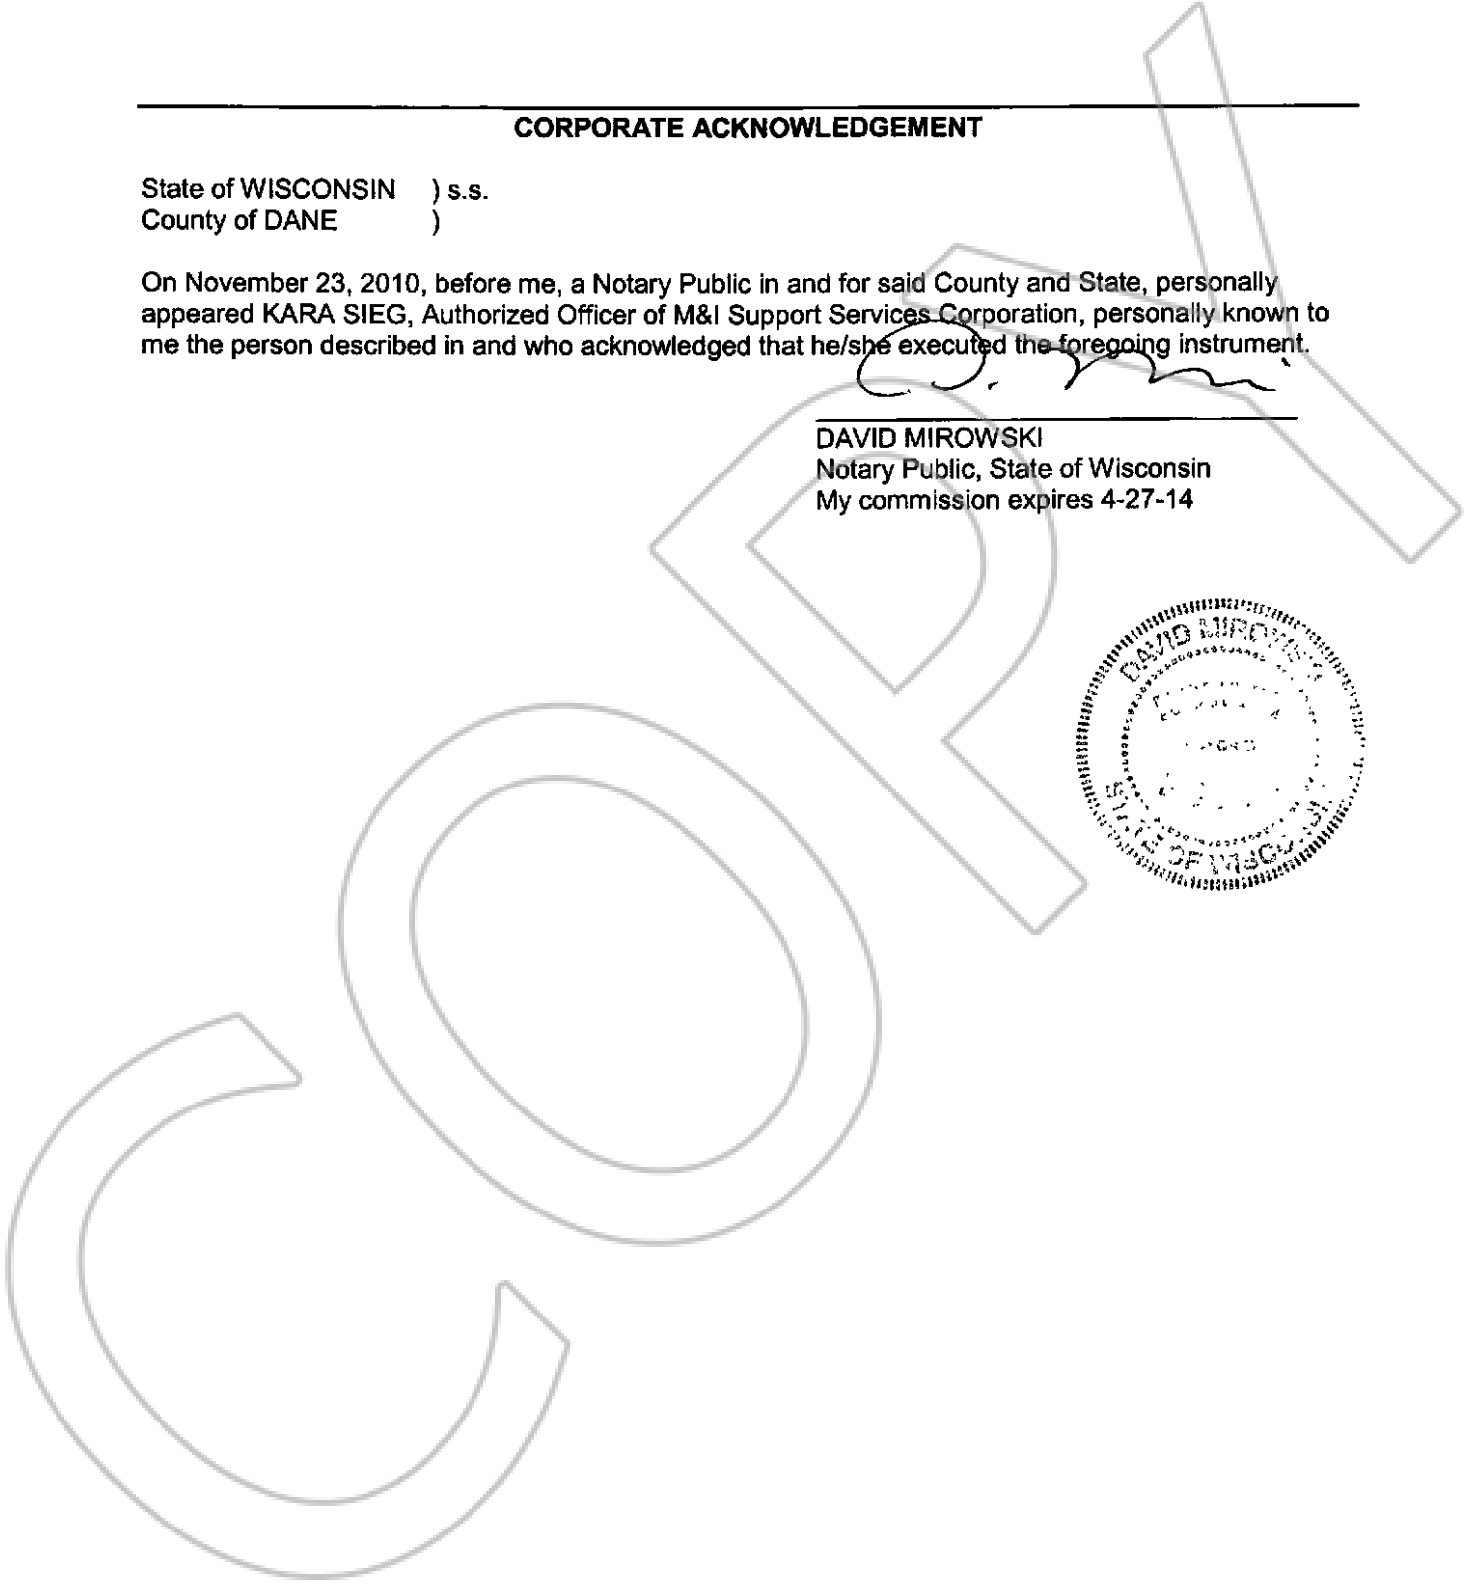 CORPORATE ACKNOWLEDGEMENT
State of WISCONSIN ) s.s.
County of DANE )
On November 23, 2010, before me, a Notary Public in and for said County and State, personally
appeared KARA SIEG, Authorized Officer of M&I Support Services Corporation, personally known to
me the person described in and who acknowledged that he/she executed the foregoing instrument.
DAVID MIROWSKI
Notary Public, State of Wisconsin
My commission expires 4-27-14
DAVID MIROWSKI
STATE OF WISCONSIN
COPY